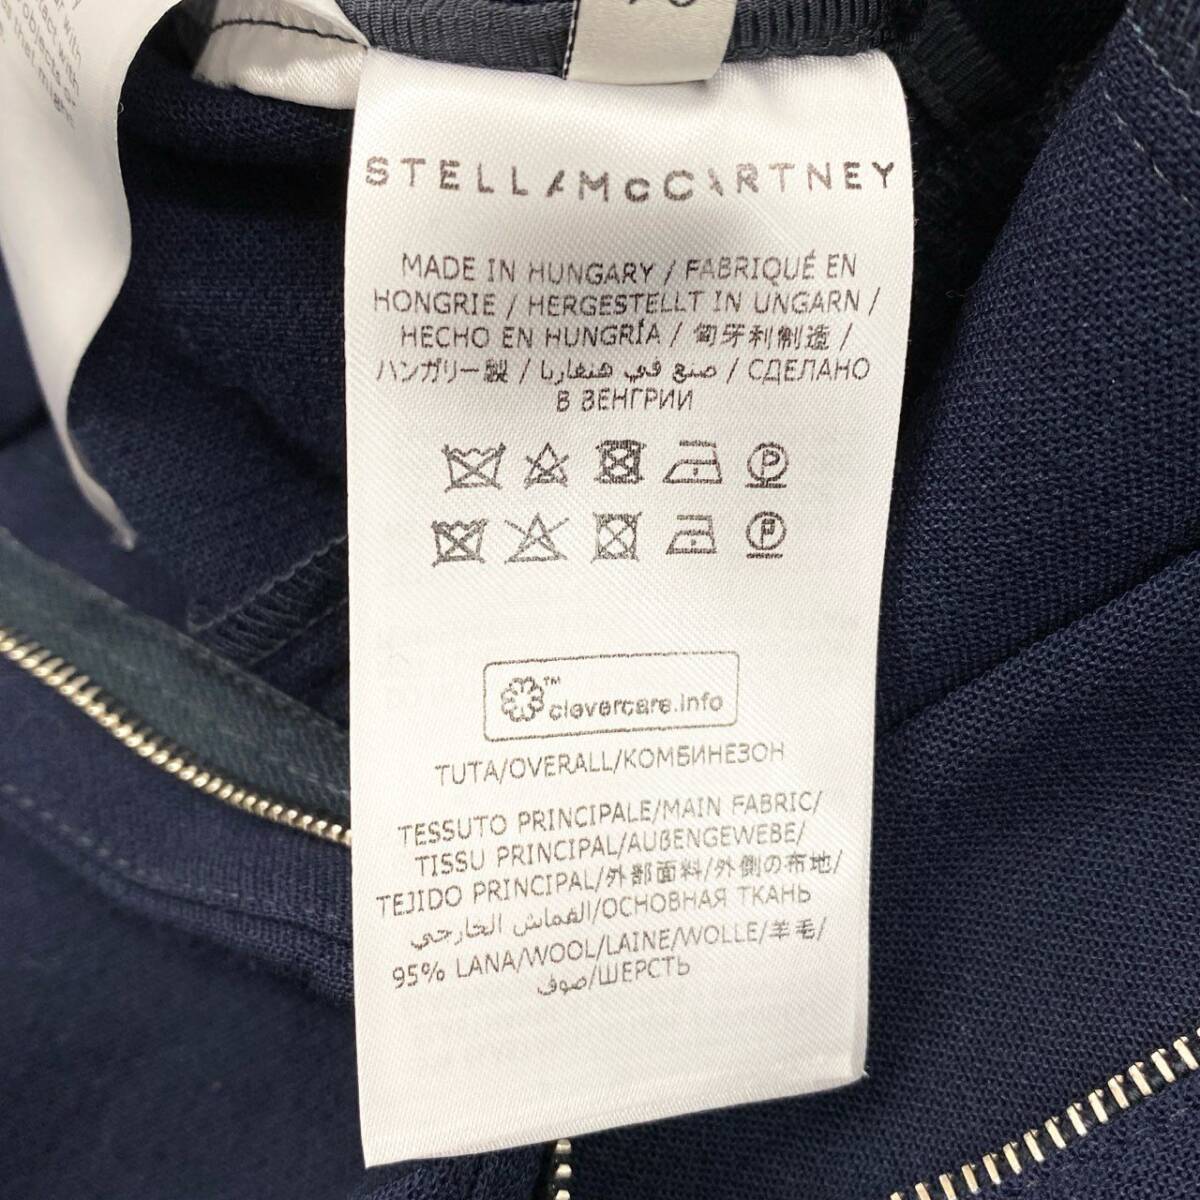 STELLA McCARTNEY
MADE IN HUNGARY / FABRIQUÉ EN
HONGRIE / HERGESTELLT IN UNGARN /
HECHO EN HUNGRÍA / 匈牙利制造 /
ハンガリー製 / صنع في هنغاريا / СДЕЛАНО
В ВЕНГРИИ
P
P
clevercare.info
TUTA/OVERALL/КОМБИНЕЗОН
TESSUTO PRINCIPALE/MAIN FABRIC/
TISSU PRINCIPAL/AUßENGEWEBE/
TEJIDO PRINCIPAL/外部面料/外側の布地/
القماش الخارجي/ОСНОВНАЯ ТКАНЬ
95% LANA/WOOL/LAINE/WOLLE/羊毛/
صوف/ШЕРСТЬ